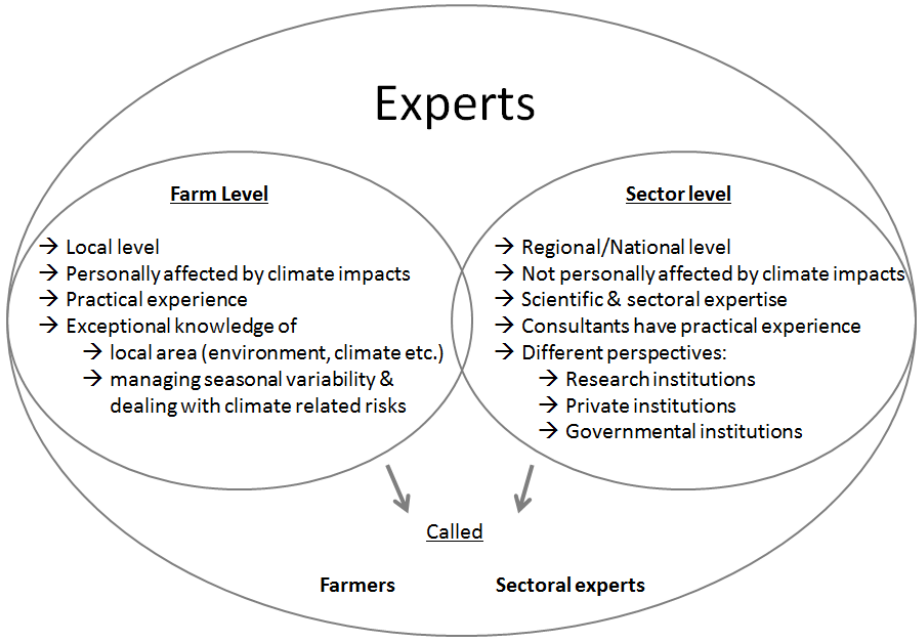 Experts
Farm Level
→ Local level
→ Personally affected by climate impacts
→ Practical experience
→ Exceptional knowledge of
→ local area (environment, climate etc.)
→ managing seasonal variability &
dealing with climate related risks
Sector level
→ Regional/National level
→ Not personally affected by climate impacts
→ Scientific & sectoral expertise
→ Consultants have practical experience
→ Different perspectives:
→ Research institutions
→ Private institutions
→ Governmental institutions
Called
Farmers
Sectoral experts